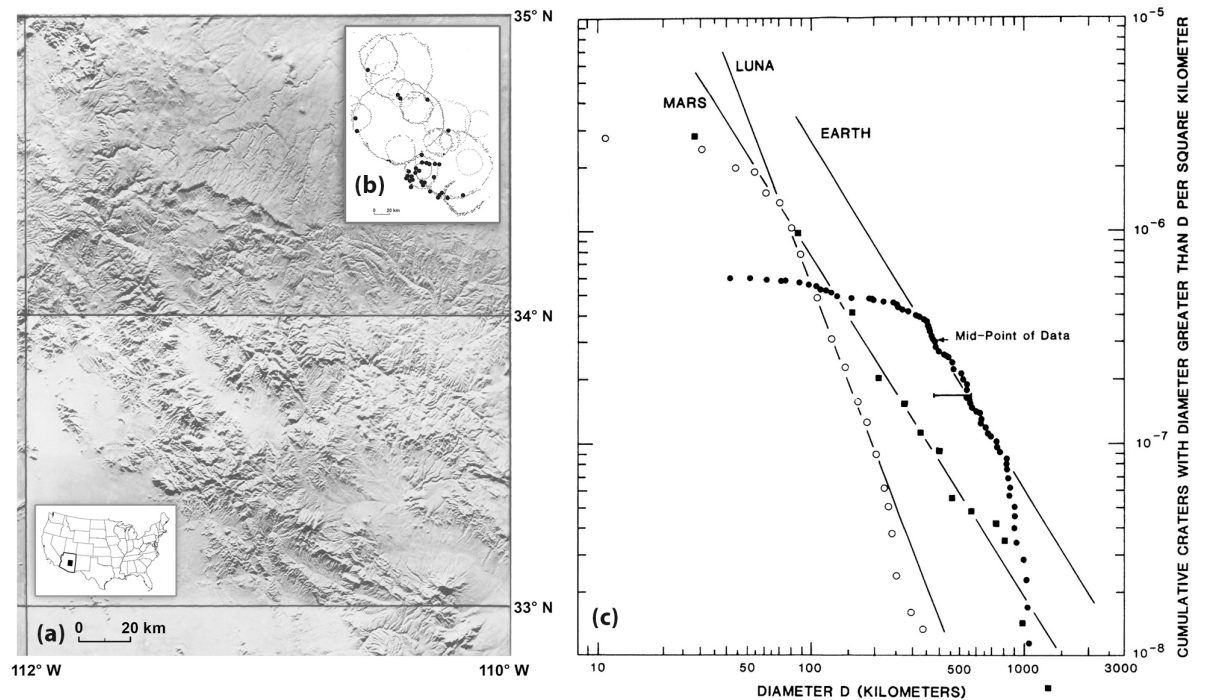 35° N
(b)
0 20 km
34° N
33° N
(a) 0 20 km
112° W
110° W
10⁻⁵
LUNA
MARS
EARTH
10⁻⁶
Mid-Point of Data
10⁻⁷
(c)
10⁻⁸
10 50 100 500 1000 3000
DIAMETER D (KILOMETERS)
CUMULATIVE CRATERS WITH DIAMETER GREATER THAN D PER SQUARE KILOMETER